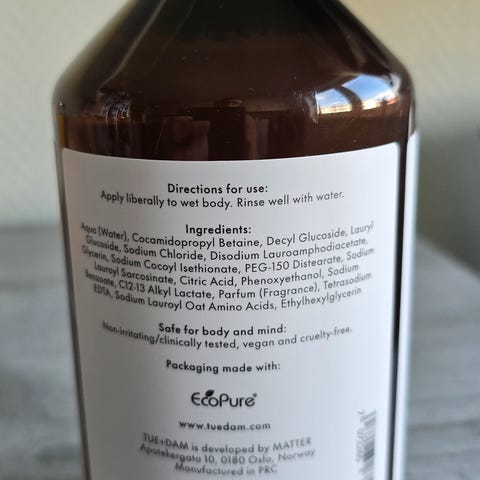 Directions for use:
Apply liberally to wet body. Rinse well with water.
Ingredients:
Aqua (Water), Cocamidopropyl Betaine, Decyl Glucoside, Lauryl
Glucoside, Sodium Chloride, Disodium Lauroamphodiacetate,
Glycerin, Sodium Cocoyl Isethionate, PEG-150 Distearate, Sodium
Lauroyl Sarcosinate, Citric Acid, Phenoxyethanol, Sodium
Benzoate, C12-13 Alkyl Lactate, Parfum (Fragrance), Tetrasodium
EDTA, Sodium Lauroyl Oat Amino Acids, Ethylhexylglycerin
Safe for body and mind:
Non-irritating/clinically tested, vegan and cruelty-free.
Packaging made with:
EcoPure®
www.tuedam.com
TUE+DAM is developed by MATTER
Apotekergata 10, 0180 Oslo, Norway
Manufactured in PRC